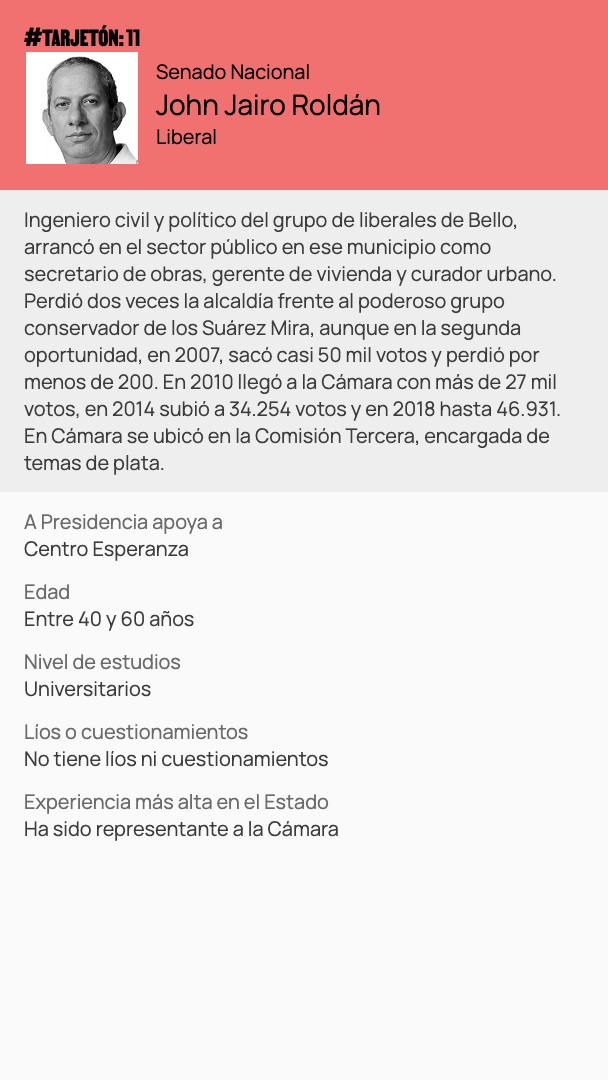 #TARJETÓN: 11
Senado Nacional
John Jairo Roldán
Liberal
Ingeniero civil y político del grupo de liberales de Bello,
arrancó en el sector público en ese municipio como
secretario de obras, gerente de vivienda y curador urbano.
Perdió dos veces la alcaldía frente al poderoso grupo
conservador de los Suárez Mira, aunque en la segunda
oportunidad, en 2007, sacó casi 50 mil votos y perdió por
menos de 200. En 2010 llegó a la Cámara con más de 27 mil
votos, en 2014 subió a 34.254 votos y en 2018 hasta 46.931.
En Cámara se ubicó en la Comisión Tercera, encargada de
temas de plata.
A Presidencia apoya a
Centro Esperanza
Edad
Entre 40 y 60 años
Nivel de estudios
Universitarios
Líos o cuestionamientos
No tiene líos ni cuestionamientos
Experiencia más alta en el Estado
Ha sido representante a la Cámara